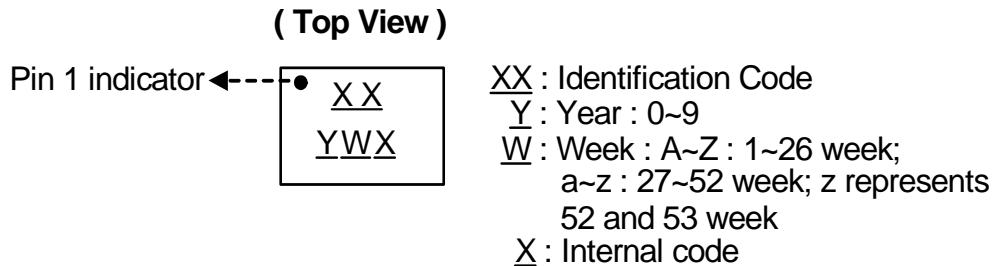 ( Top View )
Pin 1 indicator
X X
YWX
XX : Identification Code
Y : Year : 0~9
W : Week : A~Z : 1~26 week;
a~z : 27~52 week; z represents
52 and 53 week
X : Internal code